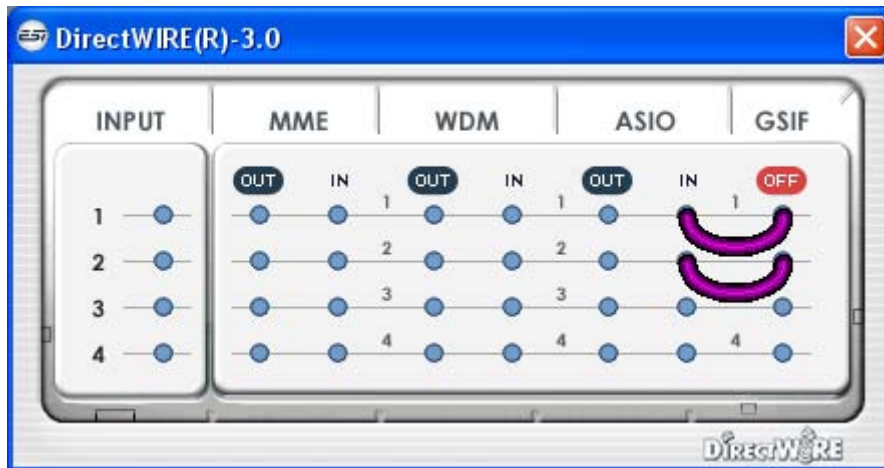 ESI DirectWIRE(R)-3.0
INPUT MME WDM ASIO GSIF
OUT IN OUT IN OUT IN OFF
1 1 1 1
2 2 2
3 3 3
4 4 4 4
DIRECTWIRE